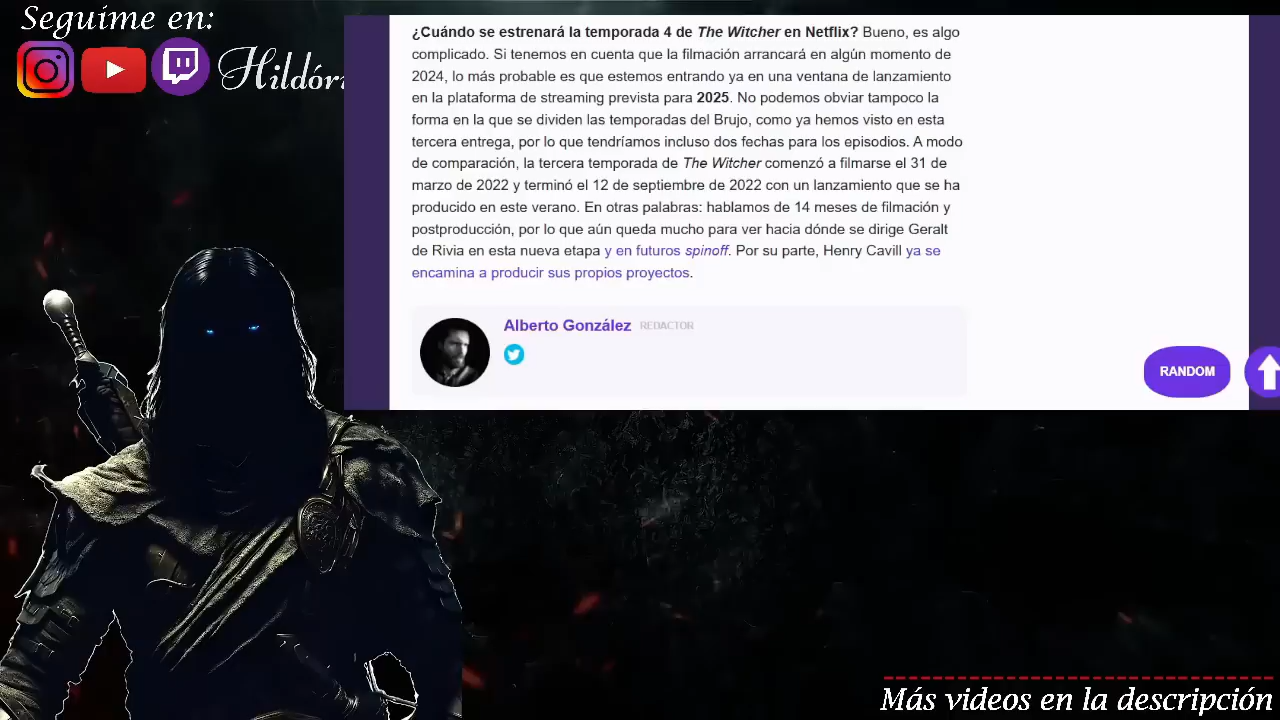 Seguime en:
¿Cuándo se estrenará la temporada 4 de The Witcher en Netflix? Bueno, es algo
complicado. Si tenemos en cuenta que la filmación arrancará en algún momento de
2024, lo más probable es que estemos entrando ya en una ventana de lanzamiento
en la plataforma de streaming prevista para 2025. No podemos obviar tampoco la
forma en la que se dividen las temporadas del Brujo, como ya hemos visto en esta
tercera entrega, por lo que tendríamos incluso dos fechas para los episodios. A modo
de comparación, la tercera temporada de The Witcher comenzó a filmarse el 31 de
marzo de 2022 y terminó el 12 de septiembre de 2022 con un lanzamiento que se ha
producido en este verano. En otras palabras: hablamos de 14 meses de filmación y
postproducción, por lo que aún queda mucho para ver hacia dónde se dirige Geralt
de Rivia en esta nueva etapa y en futuros spinoff. Por su parte, Henry Cavill ya se
encamina a producir sus propios proyectos.
Alberto González REDACTOR
RANDOM
Más videos en la descripción